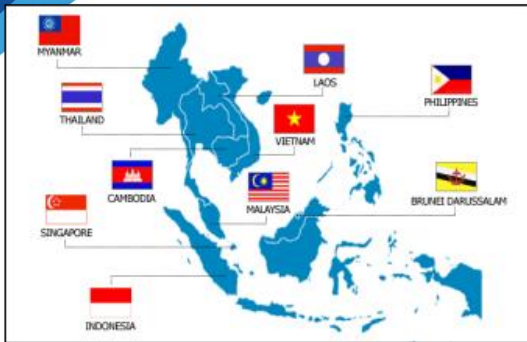 MYANMAR
LAOS
PHILIPPINES
THAILAND
VIETNAM
CAMBODIA
MALAYSIA
BRUNEI DARUSSALAM
SINGAPORE
INDONESIA